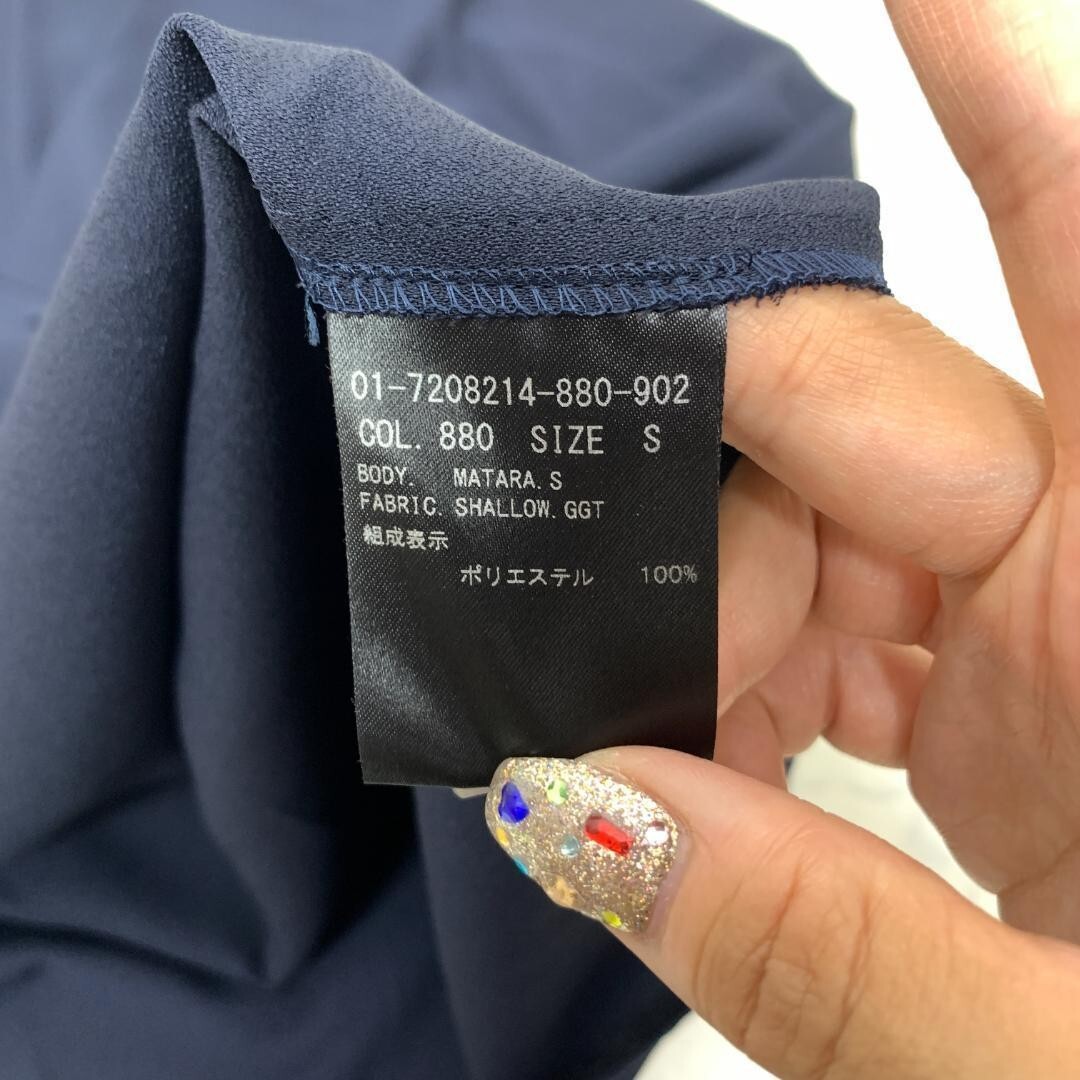 01-7208214-880-902
COL. 880 SIZE S
BODY. MATARA.S
FABRIC. SHALLOW.GGT
組成表示
ポリエステル 100%